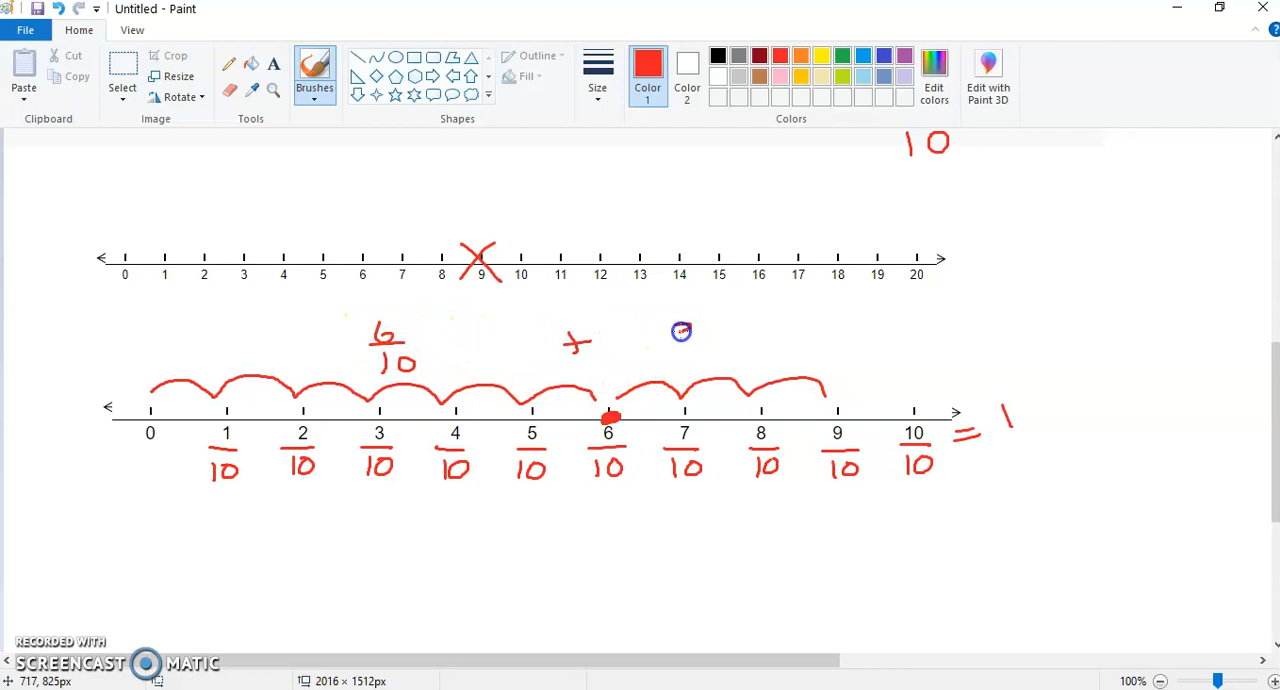 Untitled - Paint
File Home View
Cut
Copy
Paste
Clipboard
Select
Crop
Resize
Rotate
Image
A
Tools
Brushes
Shapes
Outline
Fill
Size
Color 1
Color 2
Colors
Edit colors
Edit with Paint 3D
10
0 1 2 3 4 5 6 7 8 9 10 11 12 13 14 15 16 17 18 19 20
6
10
+
0 1 2 3 4 5 6 7 8 9 10 = 1
10 10 10 10 10 10 10 10 10 10
RECORDED WITH
SCREENCAST MATIC
717, 825px
2016 × 1512px
100%